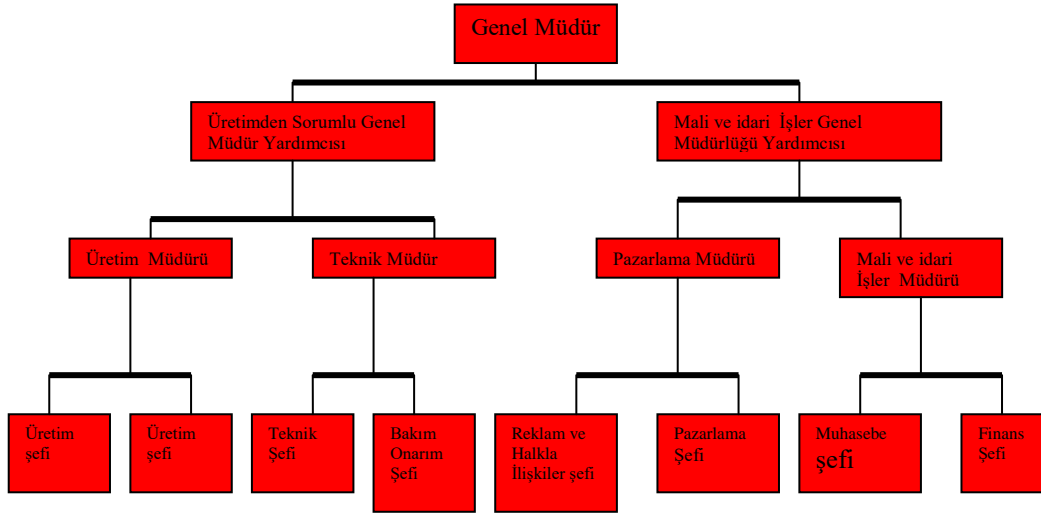 Genel Müdür
Üretimden Sorumlu Genel
Müdür Yardımcısı
Mali ve idari İşler Genel
Müdürlüğü Yardımcısı
Üretim Müdürü
Teknik Müdür
Pazarlama Müdürü
Mali ve idari
İşler Müdürü
Üretim
şefi
Üretim
şefi
Teknik
Şefi
Bakım
Onarım
Şefi
Reklam ve
Halkla
İlişkiler şefi
Pazarlama
Şefi
Muhasebe
şefi
Finans
Şefi